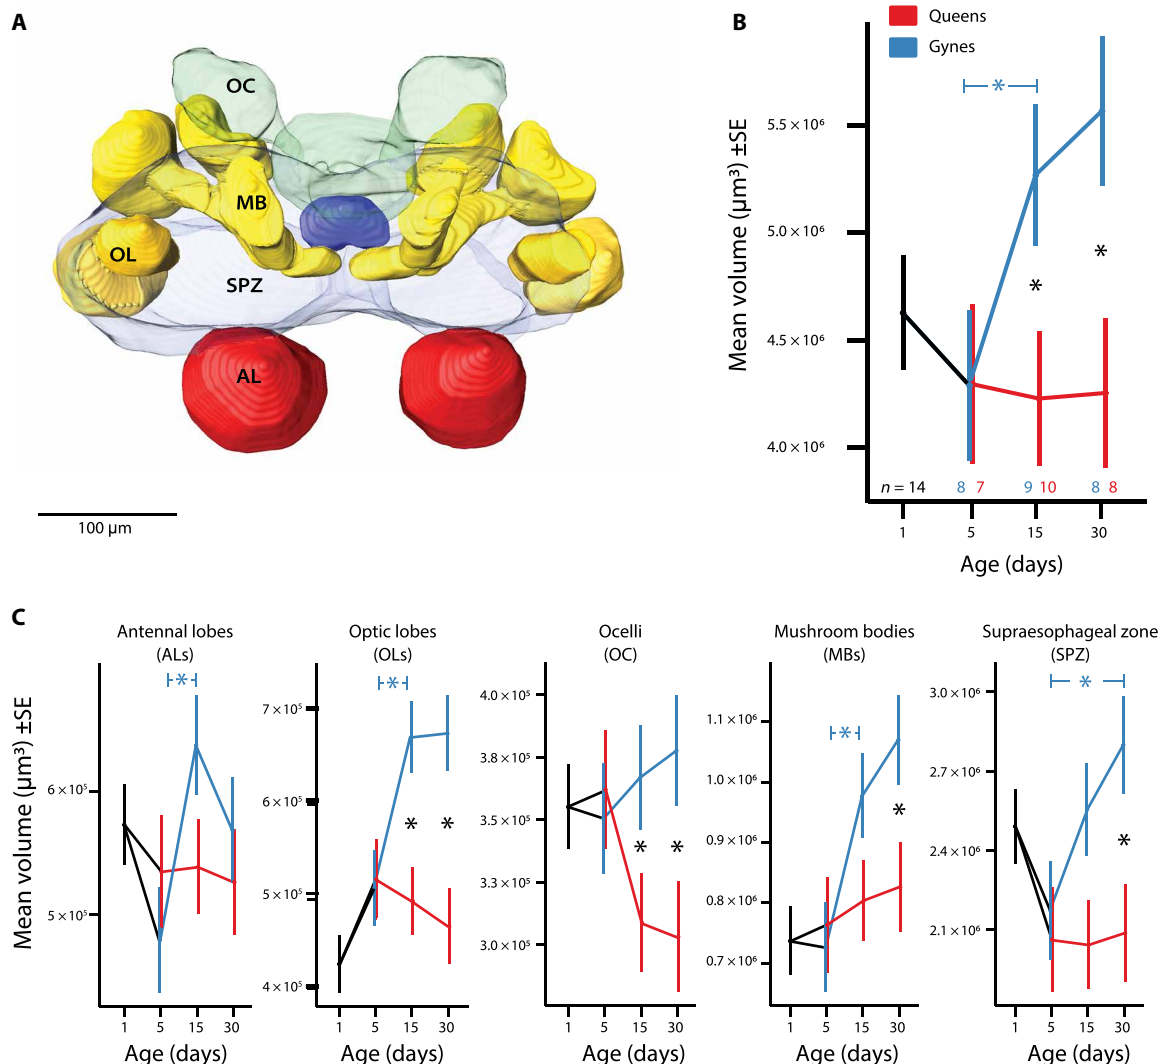 A
OC
MB
OL
SPZ
AL
100 µm
B
Queens
Gynes
*
Mean volume (µm³) ±SE
5.5 × 10⁶
5.0 × 10⁶
4.5 × 10⁶
4.0 × 10⁶
*
*
n = 14 8 7 9 10 8 8
1 5 15 30
Age (days)
C
Mean volume (µm³) ±SE
Antennal lobes
(ALs)
*
6 × 10⁵
5 × 10⁵
1 5 15 30
Age (days)
Optic lobes
(OLs)
*
7 × 10⁵
6 × 10⁵
* *
5 × 10⁵
4 × 10⁵
1 5 15 30
Age (days)
Ocelli
(OC)
4.0 × 10⁵
3.8 × 10⁵
3.5 × 10⁵
* *
3.3 × 10⁵
3.0 × 10⁵
1 5 15 30
Age (days)
Mushroom bodies
(MBs)
1.1 × 10⁶
*
1.0 × 10⁶
*
0.9 × 10⁶
0.8 × 10⁶
0.7 × 10⁶
1 5 15 30
Age (days)
Supraesophageal zone
(SPZ)
*
3.0 × 10⁶
2.7 × 10⁶
2.4 × 10⁶
*
2.1 × 10⁶
1 5 15 30
Age (days)